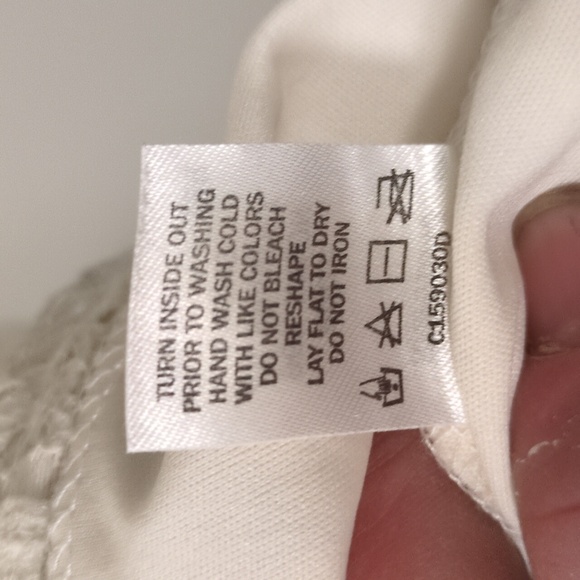 TURN INSIDE OUT
PRIOR TO WASHING
HAND WASH COLD
WITH LIKE COLORS
DO NOT BLEACH
RESHAPE
LAY FLAT TO DRY
DO NOT IRON
C159030D